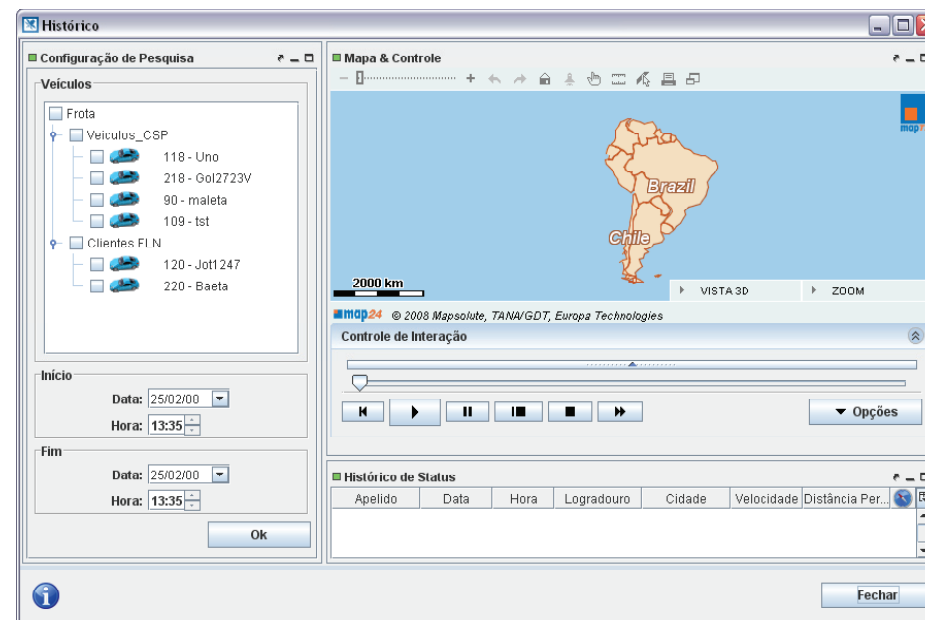 Histórico
Configuração de Pesquisa
Veículos
Frota
Veiculos_CSP
118 - Uno
218 - Gol2723V
90 - maleta
109 - tst
Clientes FLN
120 - Jot1247
220 - Baeta
Início
Data: 25/02/00
Hora: 13:35
Fim
Data: 25/02/00
Hora: 13:35
Ok
Mapa & Controle
Brazil
Chile
2000 km
VISTA 3D ZOOM
map24 © 2008 Mapsolute, TANA/GDT, Europa Technologies
Controle de Interação
Opções
Histórico de Status
Apelido Data Hora Logradouro Cidade Velocidade Distância Per...
Fechar